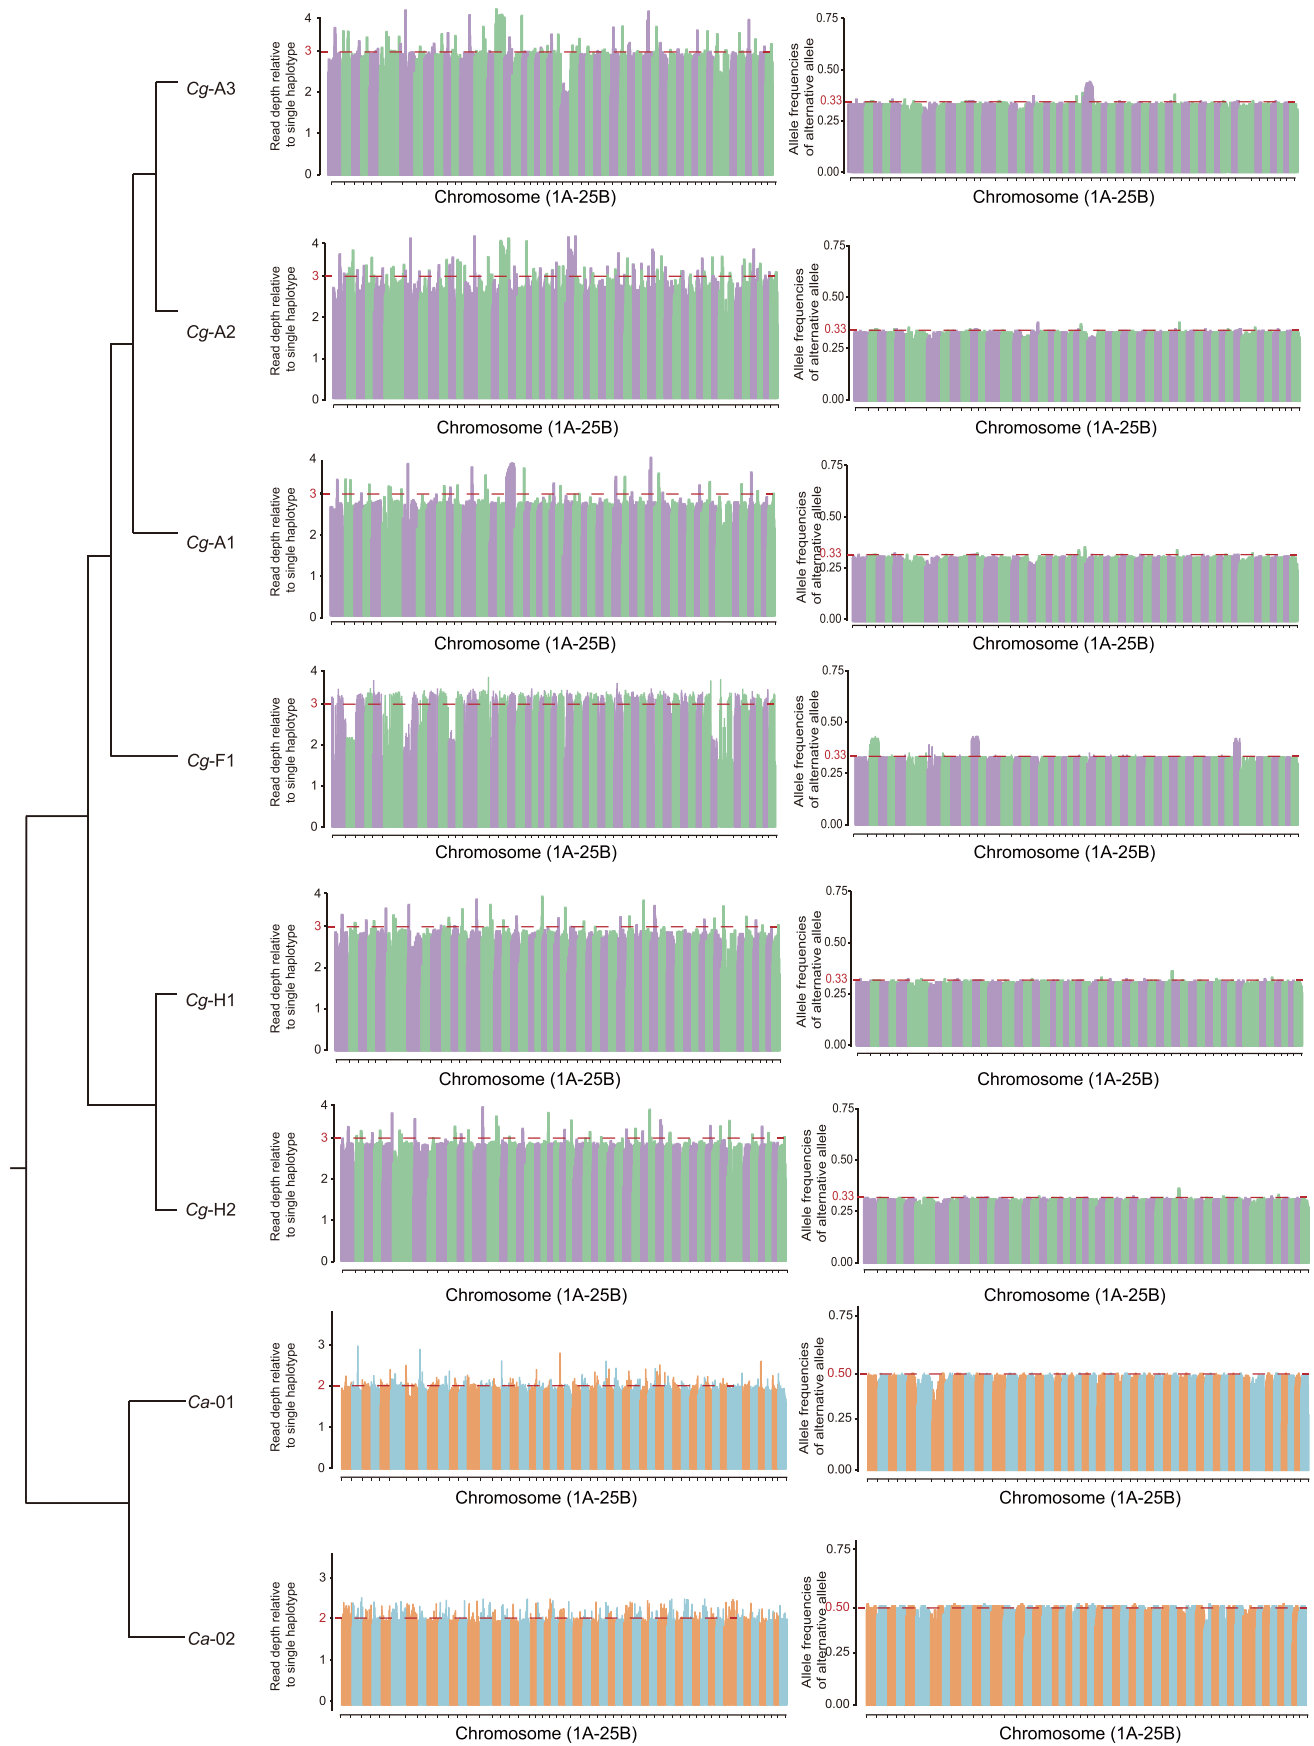 Cg-A3
Read depth relative
to single haplotype
4
3
2
1
0
Chromosome (1A-25B)
Allele frequencies
of alternative allele
0.75
0.50
0.33
0.25
0.00
Chromosome (1A-25B)
Cg-A2
Read depth relative
to single haplotype
4
3
2
1
0
Chromosome (1A-25B)
Allele frequencies
of alternative allele
0.75
0.50
0.33
0.25
0.00
Chromosome (1A-25B)
Cg-A1
Read depth relative
to single haplotype
4
3
2
1
0
Chromosome (1A-25B)
Allele frequencies
of alternative allele
0.75
0.50
0.33
0.25
0.00
Chromosome (1A-25B)
Cg-F1
Read depth relative
to single haplotype
4
3
2
1
0
Chromosome (1A-25B)
Allele frequencies
of alternative allele
0.75
0.50
0.33
0.25
0.00
Chromosome (1A-25B)
Cg-H1
Read depth relative
to single haplotype
4
3
2
1
0
Chromosome (1A-25B)
Allele frequencies
of alternative allele
0.75
0.50
0.33
0.25
0.00
Chromosome (1A-25B)
Cg-H2
Read depth relative
to single haplotype
4
3
2
1
0
Chromosome (1A-25B)
Allele frequencies
of alternative allele
0.75
0.50
0.33
0.25
0.00
Chromosome (1A-25B)
Ca-01
Read depth relative
to single haplotype
3
2
1
0
Chromosome (1A-25B)
Allele frequencies
of alternative allele
0.75
0.50
0.25
0.00
Chromosome (1A-25B)
Ca-02
Read depth relative
to single haplotype
3
2
1
0
Chromosome (1A-25B)
Allele frequencies
of alternative allele
0.75
0.50
0.25
0.00
Chromosome (1A-25B)